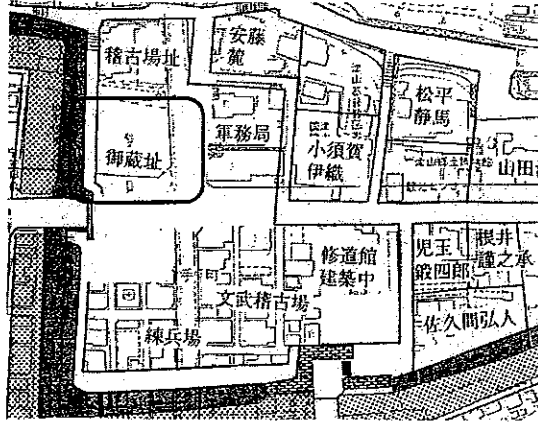 稽古場址
安藤
麓
松平
静馬
軍務局
御蔵址
小須賀
伊織
山田
修道館
建築中
児玉
鍛四郎
根井
謹之承
文武稽古場
練兵場
佐久間弘人